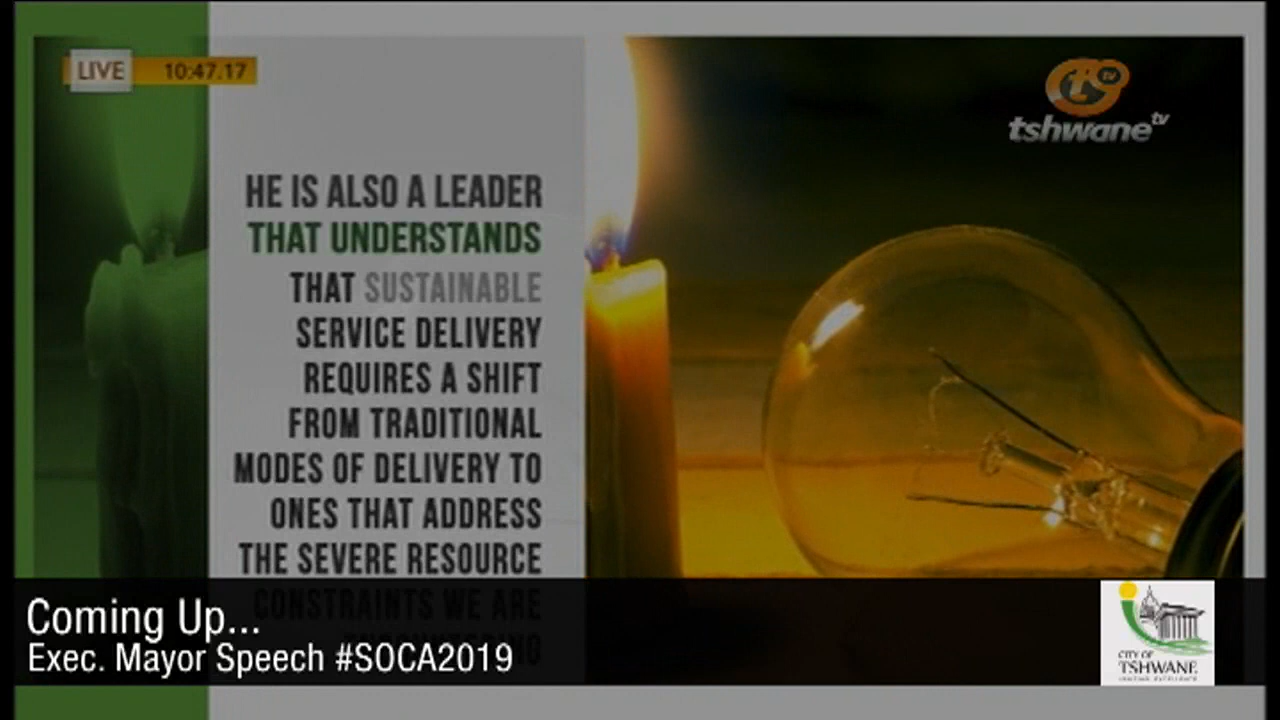 LIVE 10:47.17
tshwane tv
HE IS ALSO A LEADER
THAT UNDERSTANDS
THAT SUSTAINABLE
SERVICE DELIVERY
REQUIRES A SHIFT
FROM TRADITIONAL
MODES OF DELIVERY TO
ONES THAT ADDRESS
THE SEVERE RESOURCE
CONSTRAINTS WE ARE
Coming Up...
Exec. Mayor Speech #SOCA2019
CITY OF
TSHWANE